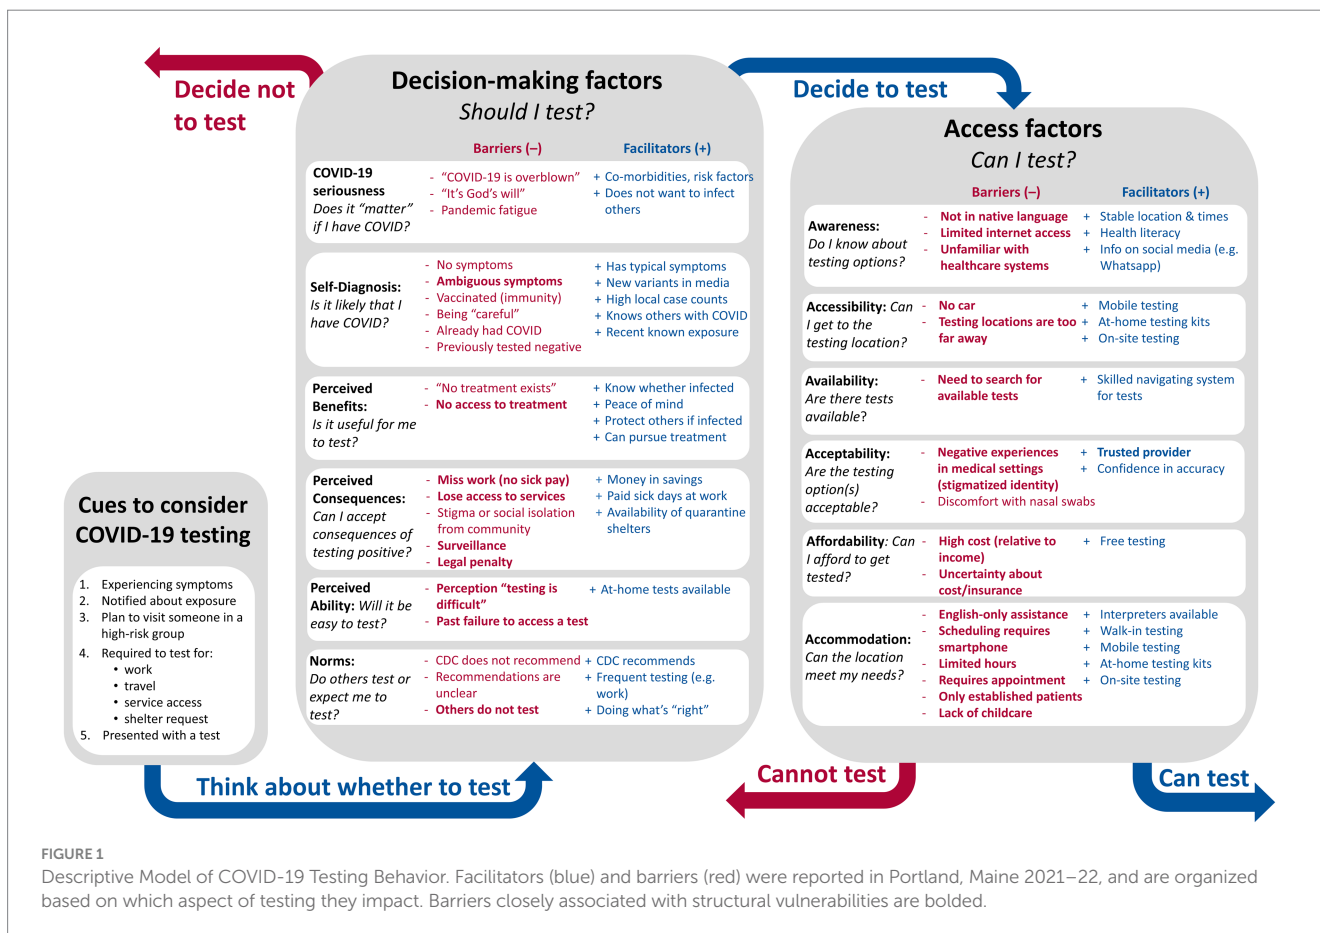 Decide not
to test
Decision-making factors
Should I test?
Barriers (–)
Facilitators (+)
COVID-19
seriousness
Does it “matter”
if I have COVID?
- “COVID-19 is overblown”
- “It’s God’s will”
- Pandemic fatigue
+ Co-morbidities, risk factors
+ Does not want to infect
others
Self-Diagnosis:
Is it likely that I
have COVID?
- No symptoms
- Ambiguous symptoms
- Vaccinated (immunity)
- Being “careful”
- Already had COVID
- Previously tested negative
+ Has typical symptoms
+ New variants in media
+ High local case counts
+ Knows others with COVID
+ Recent known exposure
Perceived
Benefits:
Is it useful for me
to test?
- “No treatment exists”
- No access to treatment
+ Know whether infected
+ Peace of mind
+ Protect others if infected
+ Can pursue treatment
Perceived
Consequences:
Can I accept
consequences of
testing positive?
- Miss work (no sick pay)
- Lose access to services
- Stigma or social isolation
from community
- Surveillance
- Legal penalty
+ Money in savings
+ Paid sick days at work
+ Availability of quarantine
shelters
Perceived
Ability: Will it be
easy to test?
- Perception “testing is
difficult”
- Past failure to access a test
+ At-home tests available
Norms:
Do others test or
expect me to
test?
- CDC does not recommend
- Recommendations are
unclear
- Others do not test
+ CDC recommends
+ Frequent testing (e.g.
work)
+ Doing what’s “right”
Decide to test
Access factors
Can I test?
Barriers (–)
Facilitators (+)
Awareness:
Do I know about
testing options?
- Not in native language
- Limited internet access
- Unfamiliar with
healthcare systems
+ Stable location & times
+ Health literacy
+ Info on social media (e.g.
Whatsapp)
Accessibility: Can
I get to the
testing location?
- No car
- Testing locations are too
far away
+ Mobile testing
+ At-home testing kits
+ On-site testing
Availability:
Are there tests
available?
- Need to search for
available tests
+ Skilled navigating system
for tests
Acceptability:
Are the testing
option(s)
acceptable?
- Negative experiences
in medical settings
(stigmatized identity)
- Discomfort with nasal swabs
+ Trusted provider
+ Confidence in accuracy
Affordability: Can
I afford to get
tested?
- High cost (relative to
income)
- Uncertainty about
cost/insurance
+ Free testing
Accommodation:
Can the location
meet my needs?
- English-only assistance
- Scheduling requires
smartphone
- Limited hours
- Requires appointment
- Only established patients
- Lack of childcare
+ Interpreters available
+ Walk-in testing
+ Mobile testing
+ At-home testing kits
+ On-site testing
Cues to consider
COVID-19 testing
1. Experiencing symptoms
2. Notified about exposure
3. Plan to visit someone in a
high-risk group
4. Required to test for:
• work
• travel
• service access
• shelter request
5. Presented with a test
Think about whether to test
Cannot test
Can test
FIGURE 1
Descriptive Model of COVID-19 Testing Behavior. Facilitators (blue) and barriers (red) were reported in Portland, Maine 2021–22, and are organized
based on which aspect of testing they impact. Barriers closely associated with structural vulnerabilities are bolded.